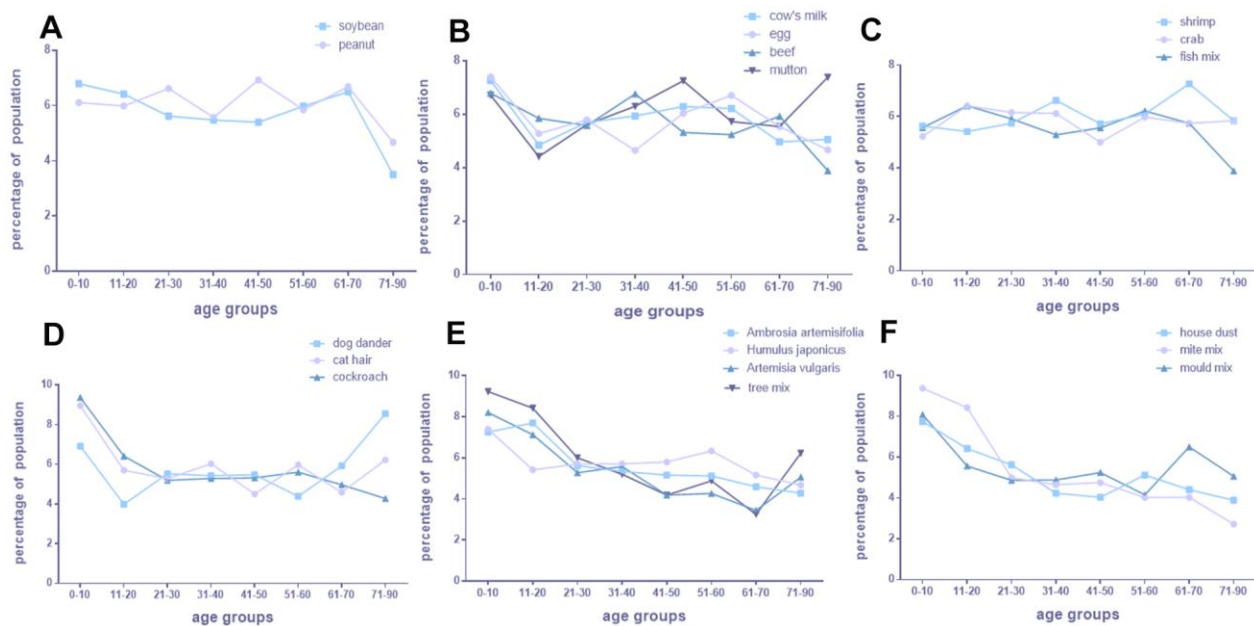 A
soybean
peanut
percentage of population
8
6
4
2
0
0-10 11-20 21-30 31-40 41-50 51-60 61-70 71-90
age groups
B
cow's milk
egg
beef
mutton
percentage of population
8
6
4
2
0
0-10 11-20 21-30 31-40 41-50 51-60 61-70 71-90
age groups
C
shrimp
crab
fish mix
percentage of population
8
6
4
2
0
0-10 11-20 21-30 31-40 41-50 51-60 61-70 71-90
age groups
D
dog dander
cat hair
cockroach
percentage of population
10
8
6
4
2
0
0-10 11-20 21-30 31-40 41-50 51-60 61-70 71-90
age groups
E
Ambrosia artemisifolia
Humulus japonicus
Artemisia vulgaris
tree mix
percentage of population
10
8
6
4
2
0
0-10 11-20 21-30 31-40 41-50 51-60 61-70 71-90
age groups
F
house dust
mite mix
mould mix
percentage of population
10
8
6
4
2
0
0-10 11-20 21-30 31-40 41-50 51-60 61-70 71-90
age groups